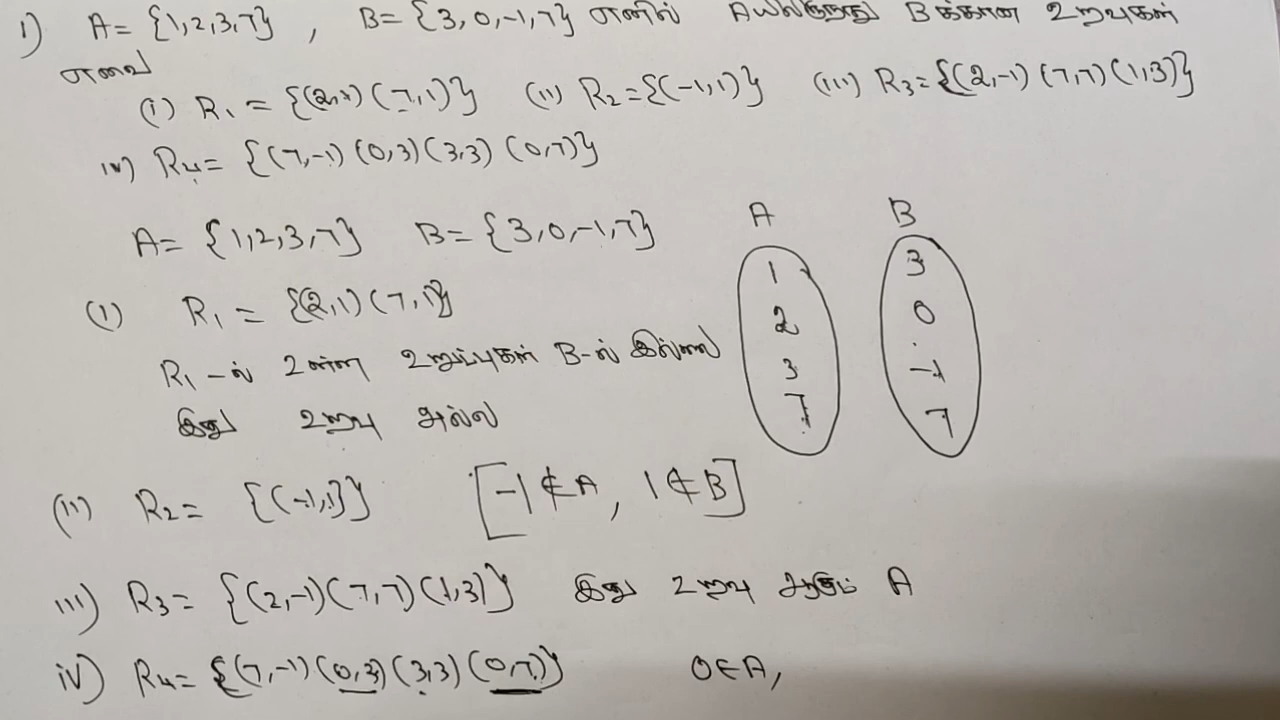 1) A= {1,2,3,7} , B= {3,0,-1,7} எனில் Aயிலிருந்து Bக்கான உறவுகள்
எவை
(i) R₁ = {(2,1) (7,1)} (ii) R₂={(-1,1)} (iii) R₃={(2,-1) (7,7) (1,3)}
iv) R₄= {(7,-1) (0,3) (3,3) (0,7)}
A= {1,2,3,7} B= {3,0,-1,7}
(i) R₁ = {(2,1) (7,1)}
R₁-ல் உள்ள உறுப்புகள் B-ல் இல்லை
இது உறவு அல்ல
A B
1 3
2 0
3 -1
7 7
(ii) R₂= {(-1,1)} [-1∉A, 1∉B]
iii) R₃= {(2,-1) (7,7) (1,3)} இது உறவு ஆகும் A
iv) R₄= {(7,-1) (0,3) (3,3) (0,7)} 0∈A,